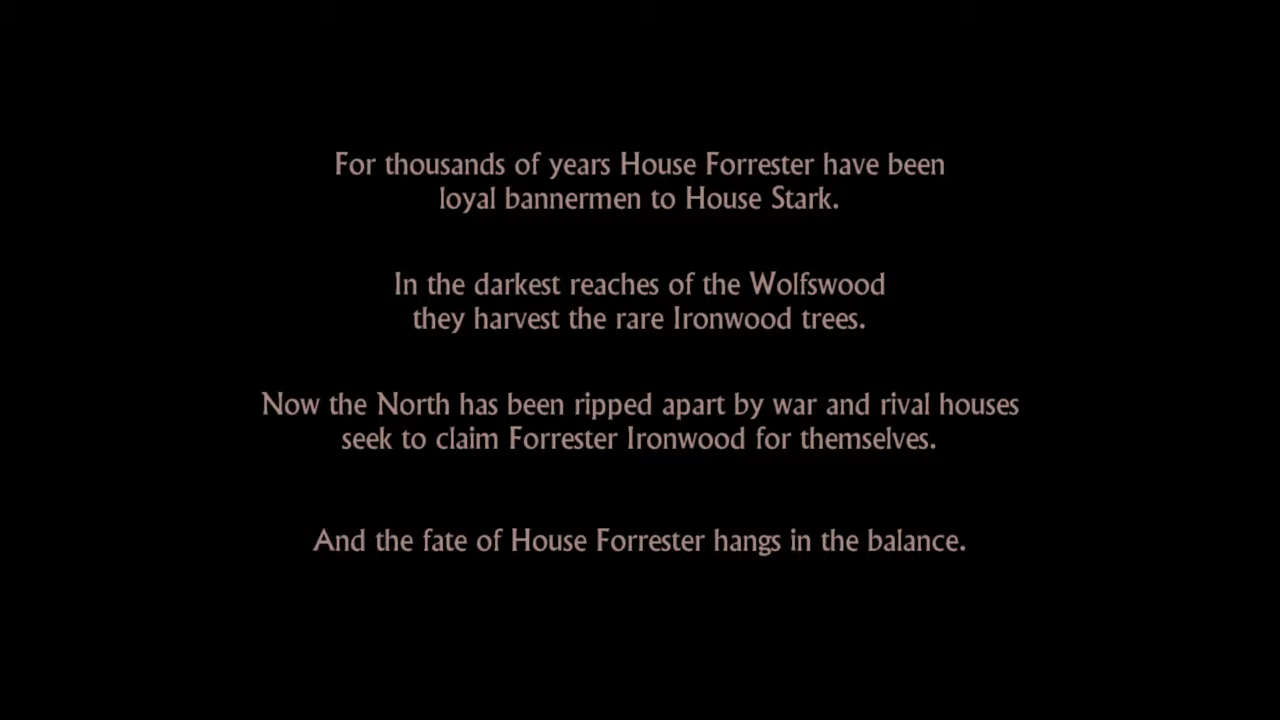 For thousands of years House Forrester have been
loyal bannermen to House Stark.
In the darkest reaches of the Wolfswood
they harvest the rare Ironwood trees.
Now the North has been ripped apart by war and rival houses
seek to claim Forrester Ironwood for themselves.
And the fate of House Forrester hangs in the balance.